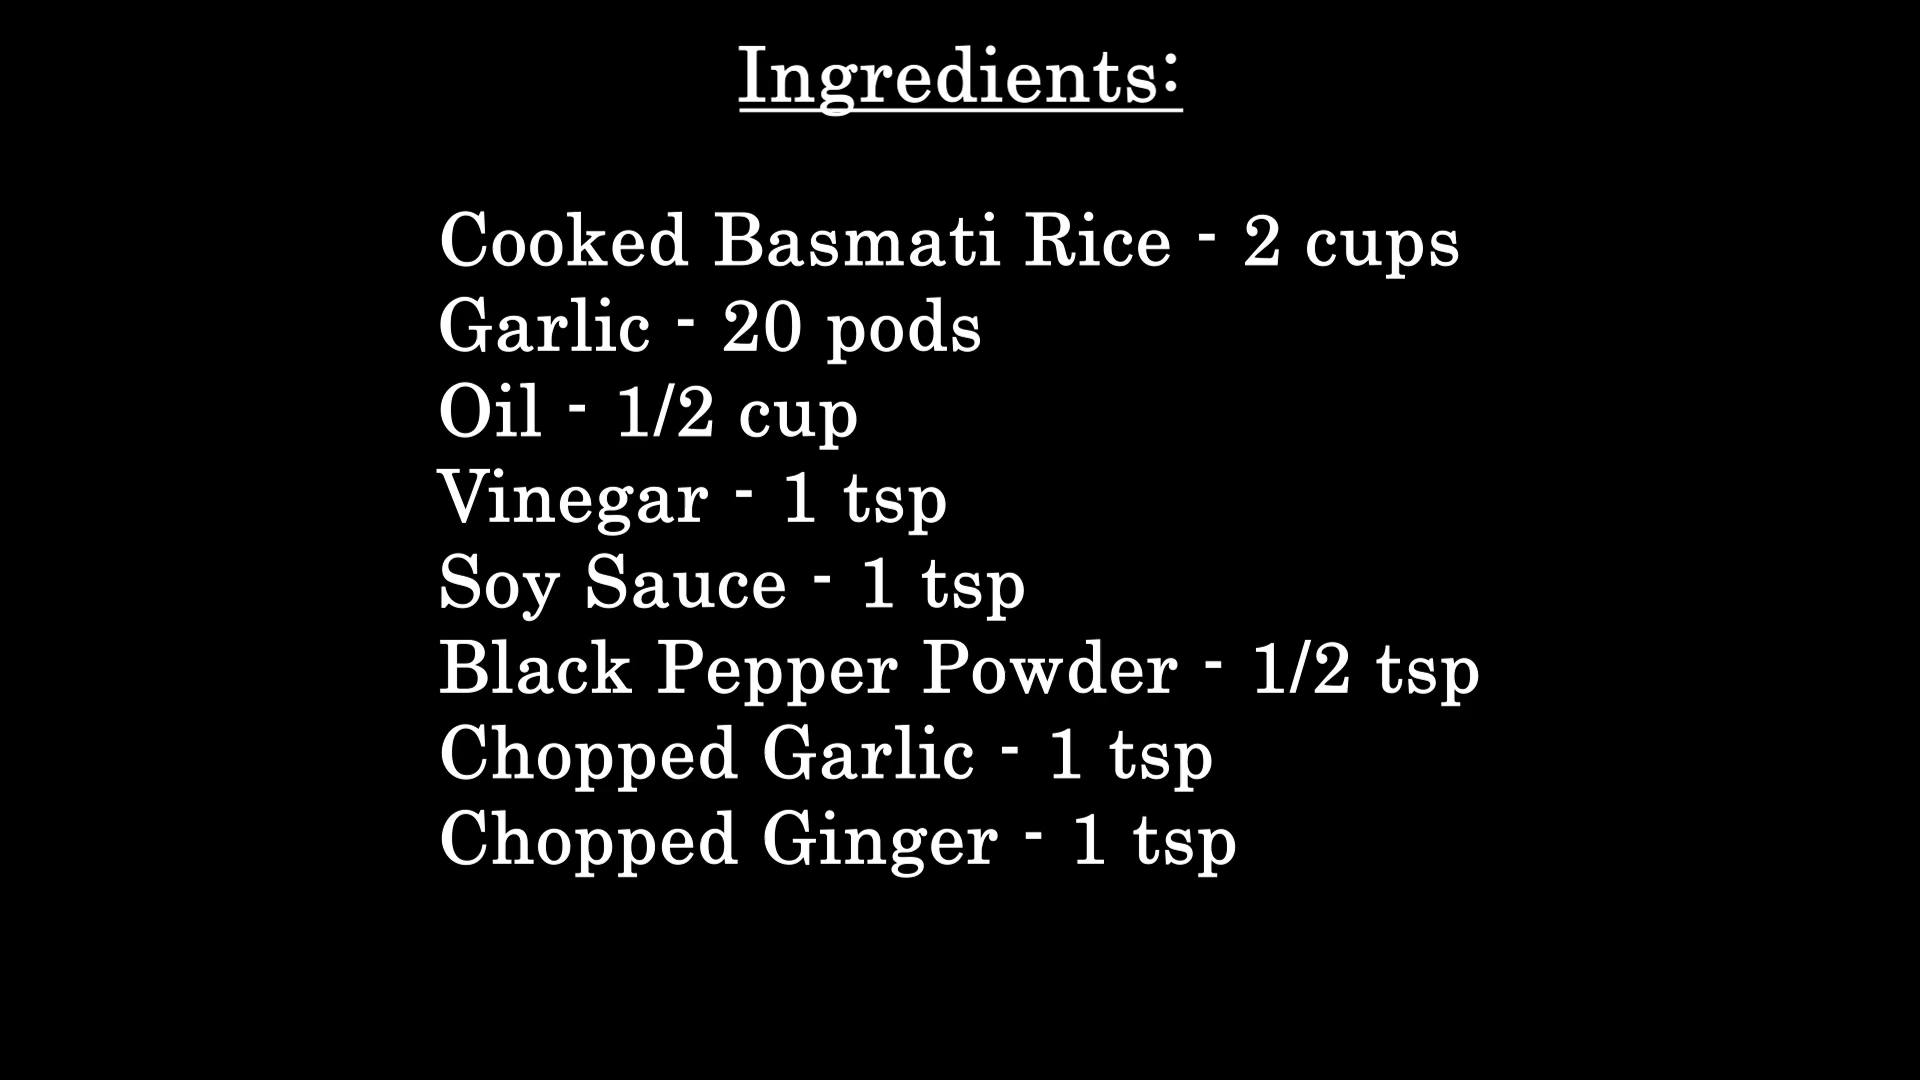 Ingredients:
Cooked Basmati Rice - 2 cups
Garlic - 20 pods
Oil - 1/2 cup
Vinegar - 1 tsp
Soy Sauce - 1 tsp
Black Pepper Powder - 1/2 tsp
Chopped Garlic - 1 tsp
Chopped Ginger - 1 tsp